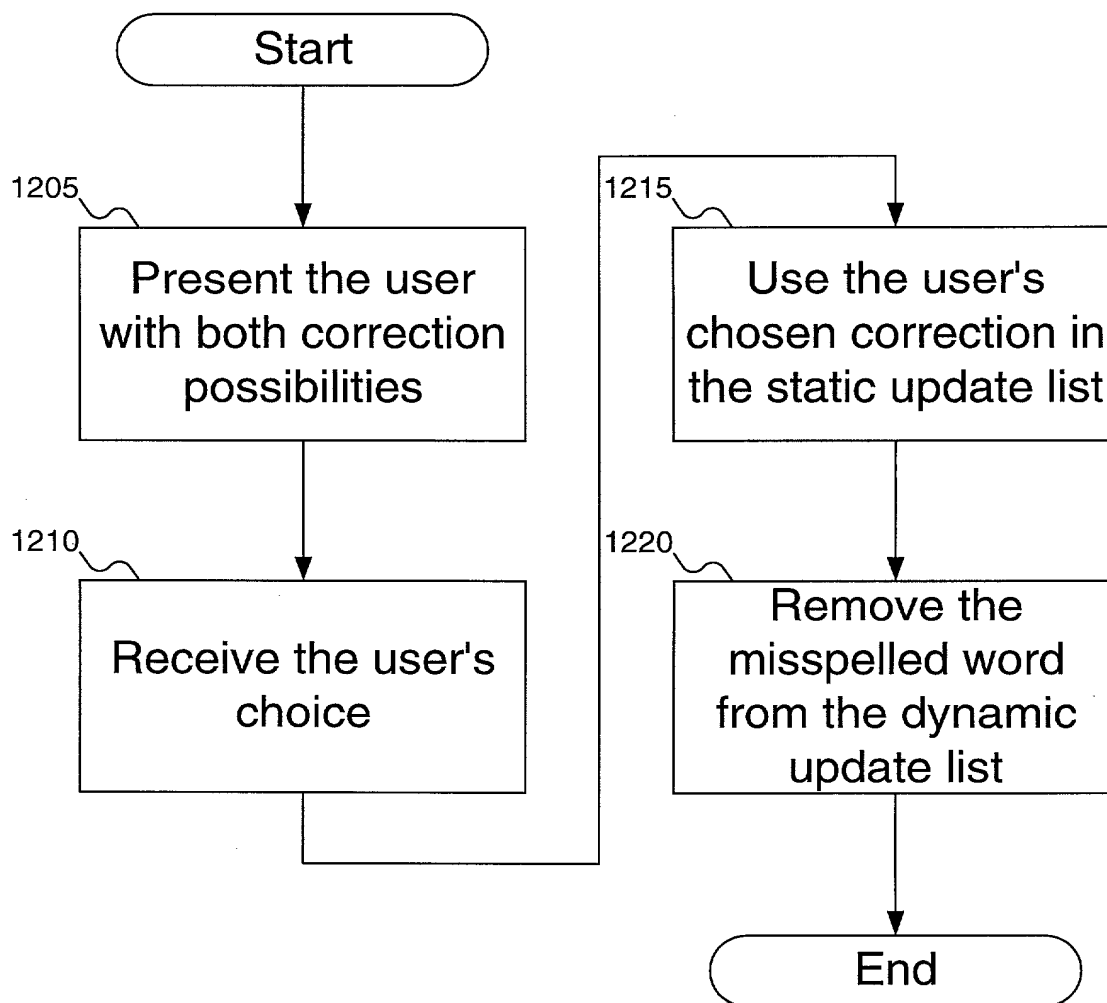 Start
1205
Present the user
with both correction
possibilities
1210
Receive the user's
choice
1215
Use the user's
chosen correction in
the static update list
1220
Remove the
misspelled word
from the dynamic
update list
End